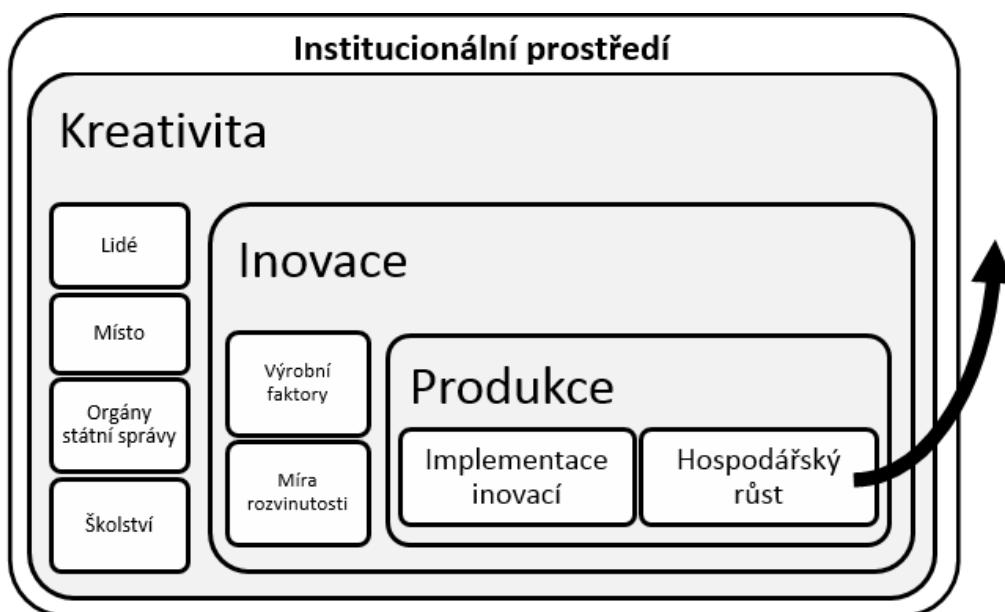 Institucionální prostředí
Kreativita
Lidé
Místo
Orgány
státní správy
Školství
Inovace
Výrobní
faktory
Míra
rozvinutosti
Produkce
Implementace
inovací
Hospodářský
růst